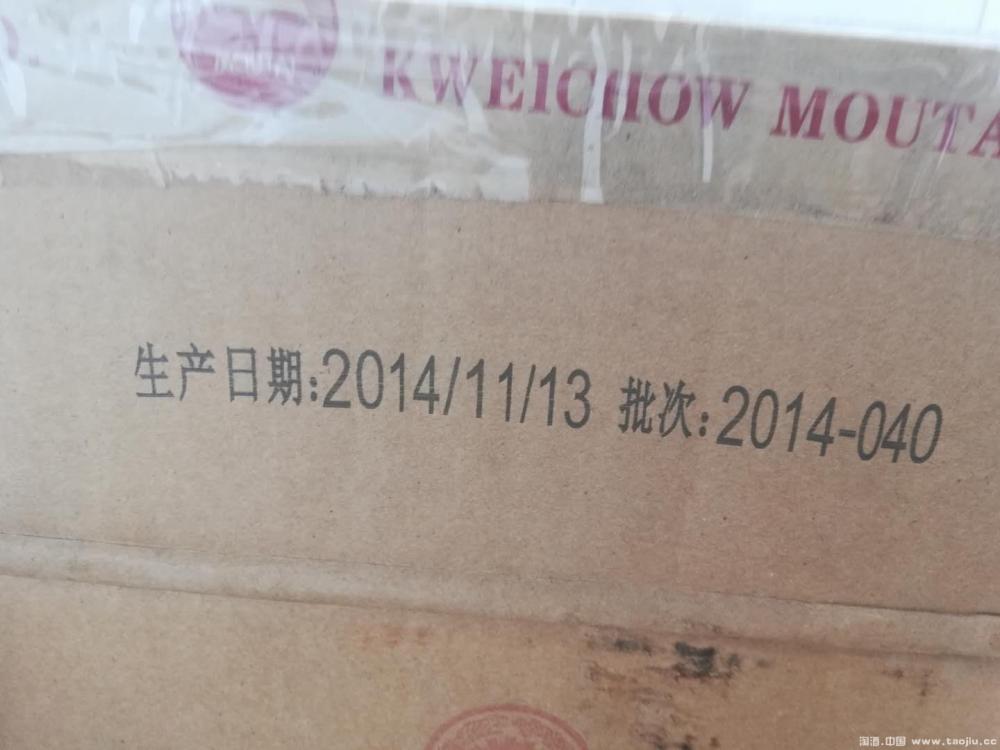 KWEICHOW MOUTA
生产日期:2014/11/13 批次:2014-040
淘酒.中国 www.taojiu.cc